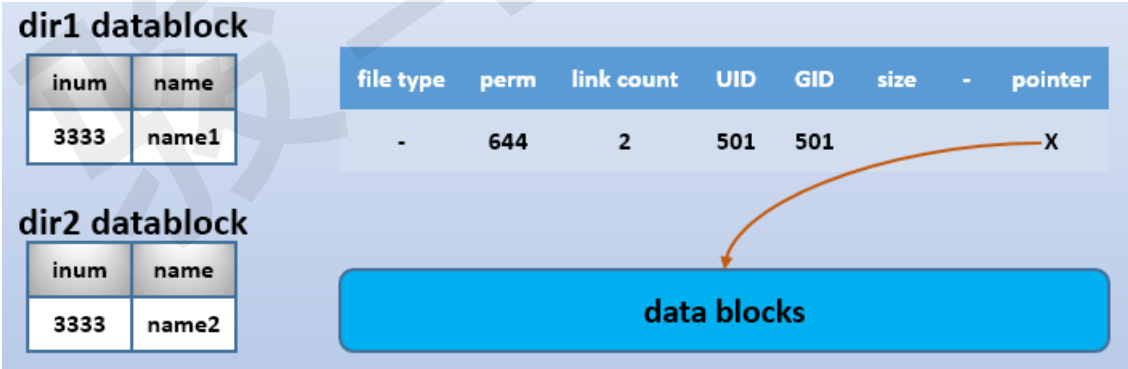 dir1 datablock
inum name
3333 name1
file type perm link count UID GID size - pointer
- 644 2 501 501 X
dir2 datablock
inum name
3333 name2
data blocks